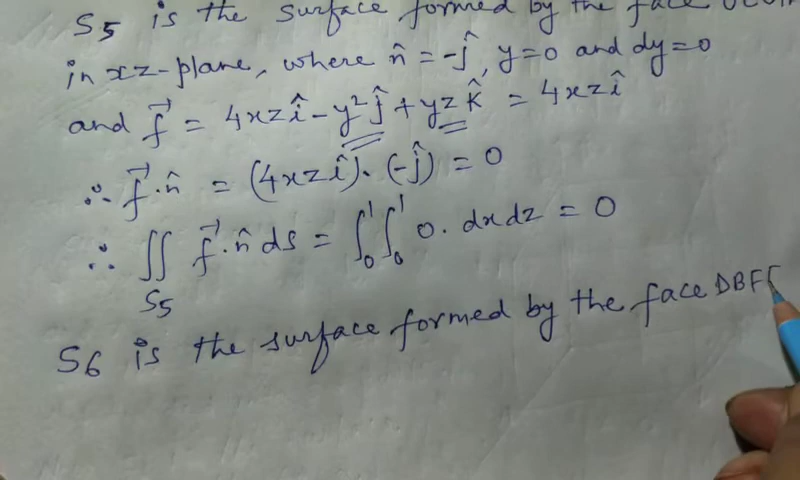 S5 is the surface formed by the face
in xz-plane, where n̂ = -ĵ, y=0 and dy=0
and f⃗ = 4xzî - y²ĵ + yzk̂ = 4xzî
∴ f⃗.n̂ = (4xzî).(-ĵ) = 0
∴ ∬S5 f⃗.n̂ ds = ∫₀¹∫₀¹ 0. dxdz = 0
S6 is the surface formed by the face DBF